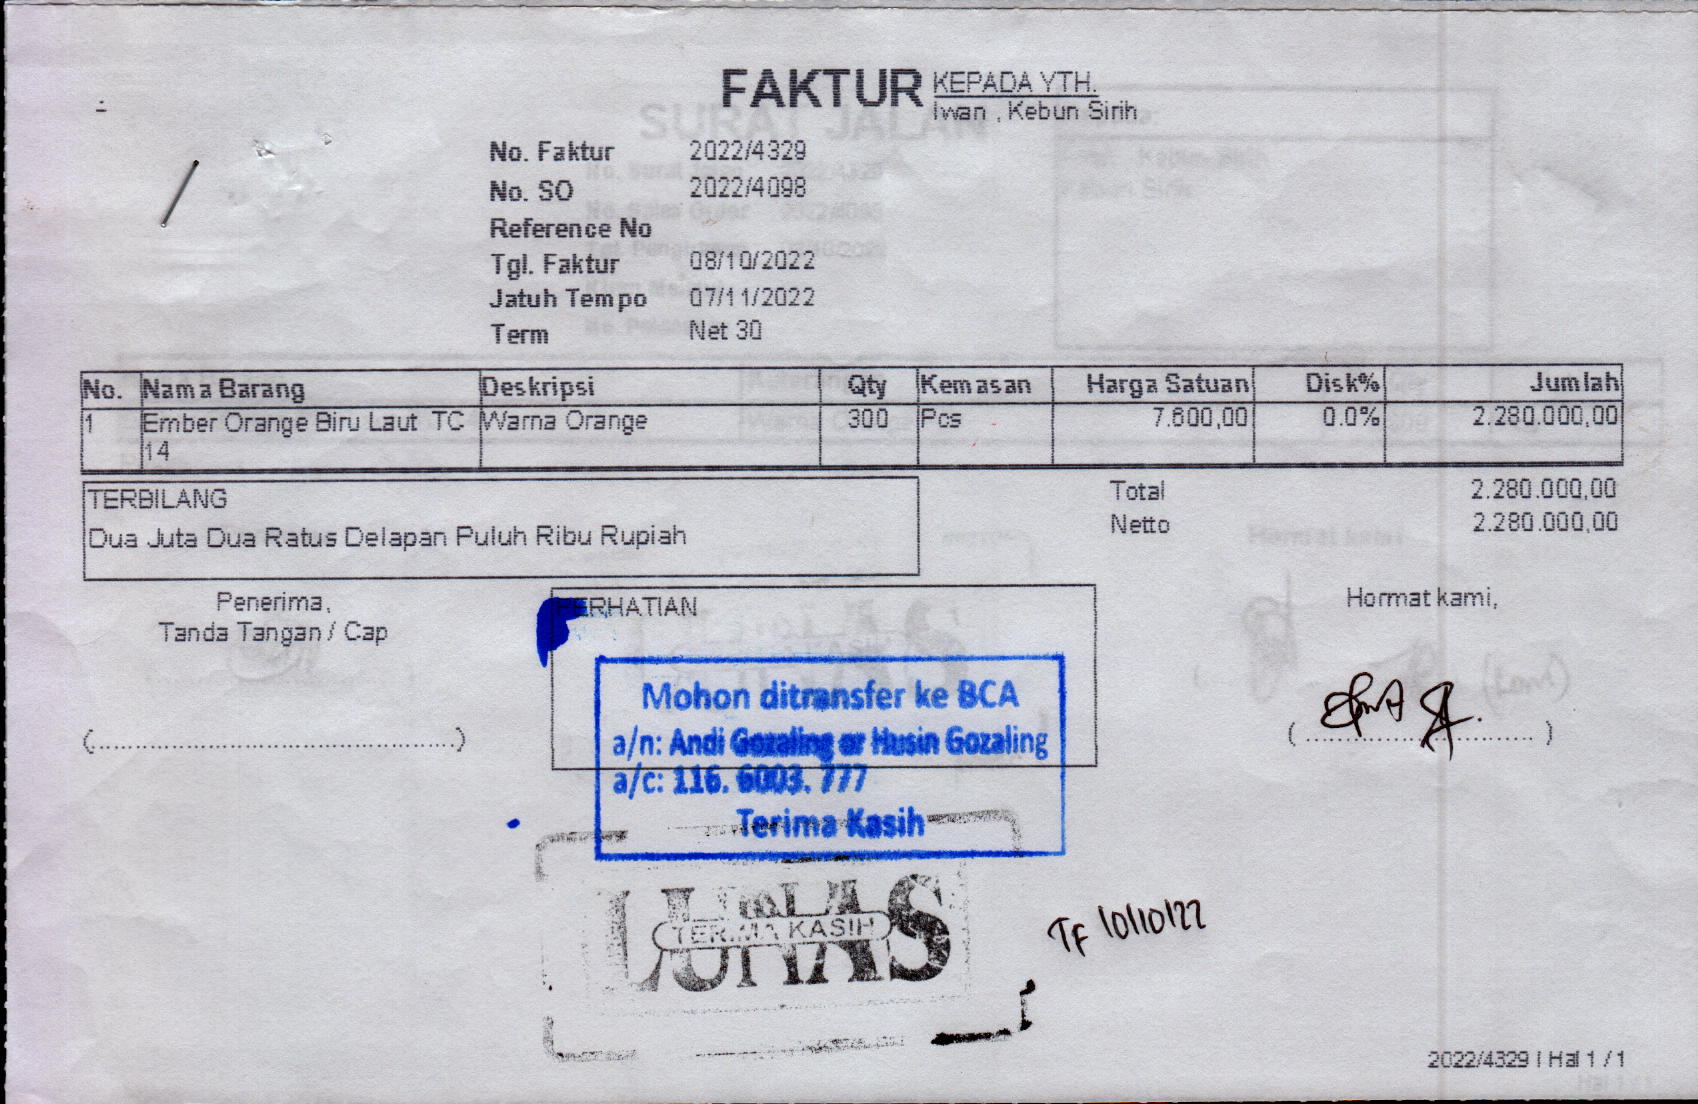 FAKTUR
KEPADA YTH.
Iwan , Kebun Sirih
No. Faktur 2022/4329
No. SO 2022/4098
Reference No
Tgl. Faktur 08/10/2022
Jatuh Tempo 07/11/2022
Term Net 30
No. Nama Barang Deskripsi Qty Kemasan Harga Satuan Disk% Jumlah
1 Ember Orange Biru Laut TC Warna Orange 300 Pcs 7.600,00 0.0% 2.280.000,00
14
TERBILANG
Dua Juta Dua Ratus Delapan Puluh Ribu Rupiah
Total 2.280.000,00
Netto 2.280.000,00
Penerima,
Tanda Tangan / Cap
(............................................................)
PERHATIAN
Mohon ditransfer ke BCA
a/n: Andi Gozaling or Husin Gozaling
a/c: 116. 6003. 777
Terima Kasih
Hormat kami,
(........................................)
LUNAS
TERIMA KASIH
TF 10/10/22
2022/4329 | Hal 1 / 1